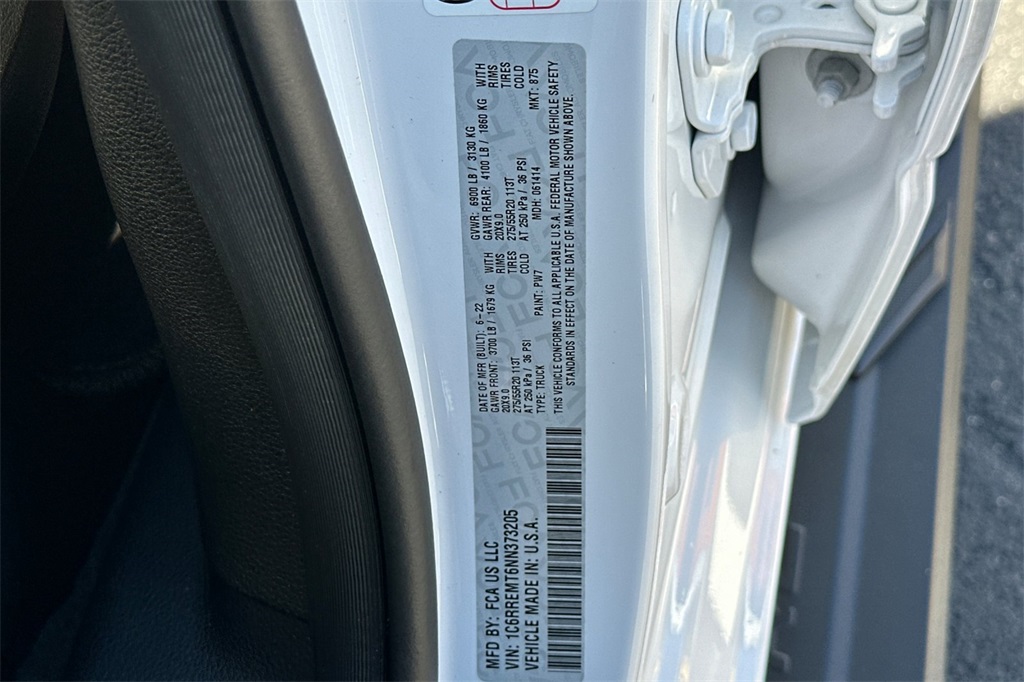 MFD BY: FCA US LLC
VIN: 1C6RREMT6NN373205
VEHICLE MADE IN: U.S.A.
DATE OF MFR (BUILT): 6-22
GAWR FRONT: 3700 LB / 1679 KG WITH
20X9.0 RIMS
275/55R20 113T TIRES
AT 250 kPa / 36 PSI COLD
TYPE: TRUCK PAINT: PW7
GVWR: 6900 LB / 3130 KG WITH
GAWR REAR: 4100 LB / 1860 KG RIMS
20X9.0 TIRES
275/55R20 113T COLD
AT 250 kPa / 36 PSI
MDH: 061414 MKT: 875
THIS VEHICLE CONFORMS TO ALL APPLICABLE U.S.A. FEDERAL MOTOR VEHICLE SAFETY
STANDARDS IN EFFECT ON THE DATE OF MANUFACTURE SHOWN ABOVE.